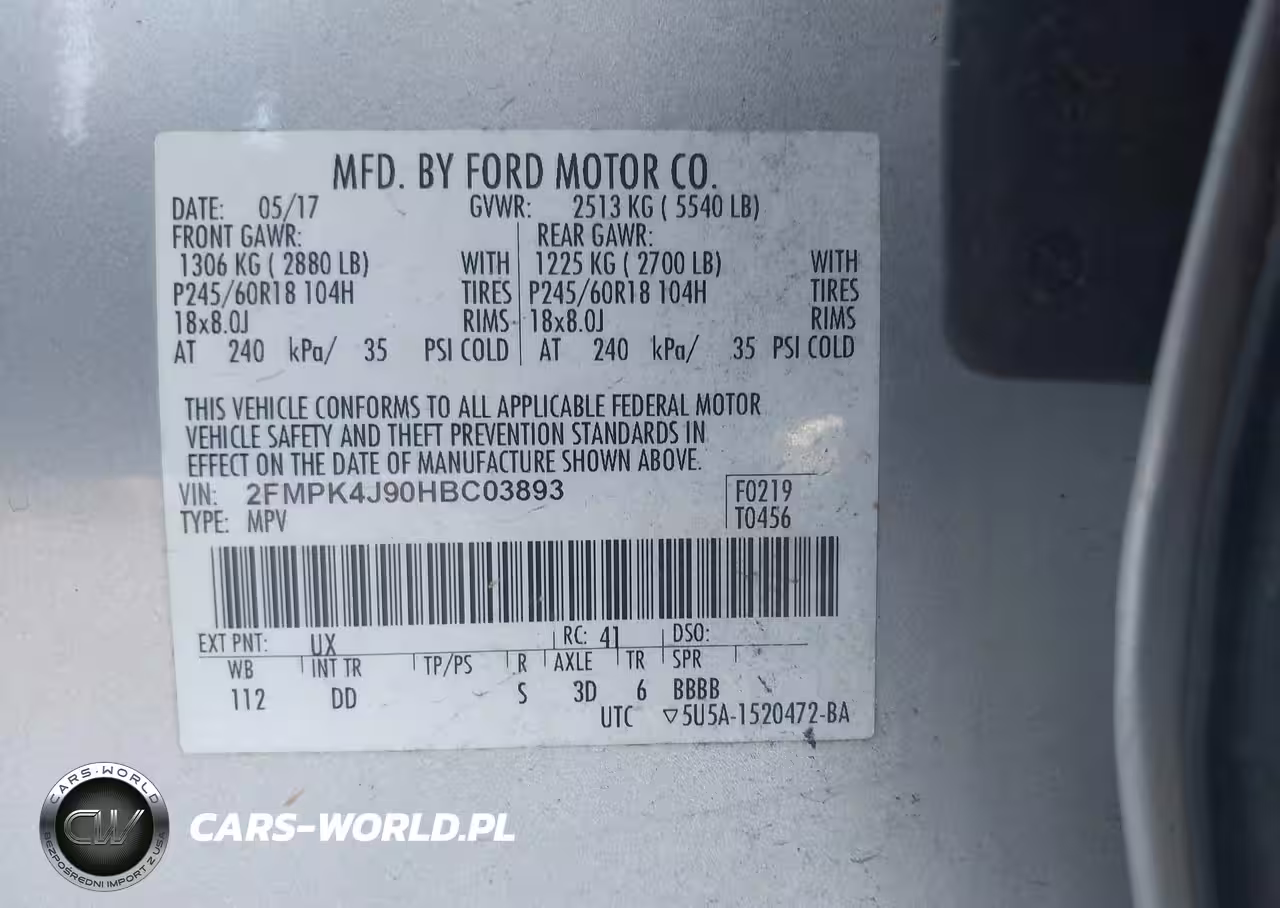 MFD. BY FORD MOTOR CO.
DATE: 05/17 GVWR: 2513 KG ( 5540 LB)
FRONT GAWR: REAR GAWR:
1306 KG ( 2880 LB) WITH 1225 KG ( 2700 LB) WITH
P245/60R18 104H TIRES P245/60R18 104H TIRES
18x8.0J RIMS 18x8.0J RIMS
AT 240 kPa/ 35 PSI COLD AT 240 kPa/ 35 PSI COLD
THIS VEHICLE CONFORMS TO ALL APPLICABLE FEDERAL MOTOR
VEHICLE SAFETY AND THEFT PREVENTION STANDARDS IN
EFFECT ON THE DATE OF MANUFACTURE SHOWN ABOVE.
VIN: 2FMPK4J90HBC03893 F0219
TYPE: MPV T0456
EXT PNT: UX RC: 41 DSO:
WB INT TR TP/PS R AXLE TR SPR
112 DD S 3D 6 BBBB
UTC ▽5U5A-1520472-BA
CARS-WORLD
CW
BEZPOŚREDNI IMPORT Z USA
CARS-WORLD.PL